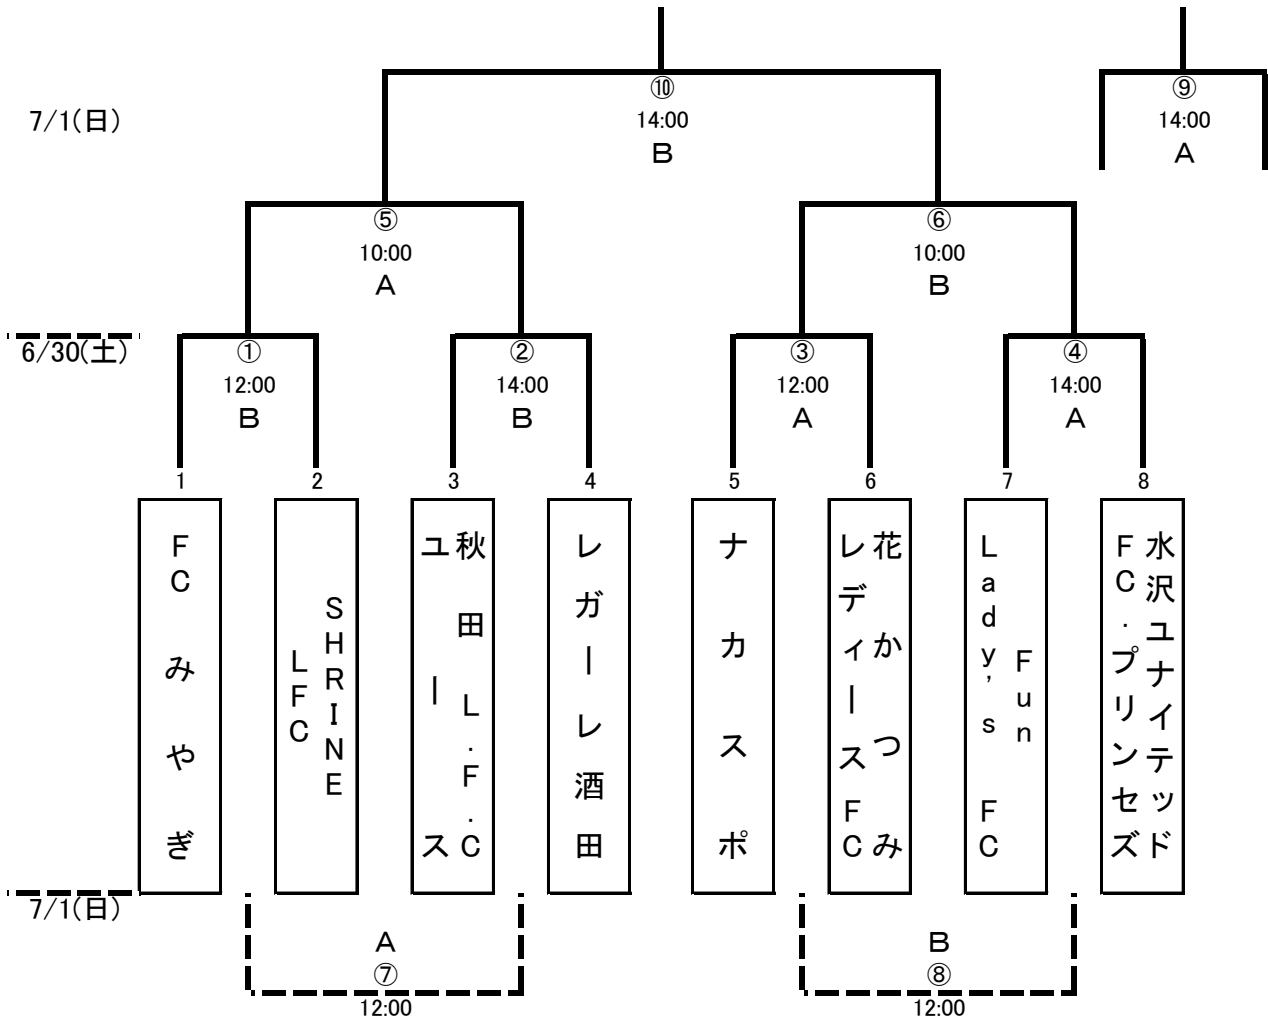 ⑩
⑨
7/1(日)
14:00
14:00
B
A
⑤
⑥
10:00
10:00
A
B
6/30(土)
①
②
③
④
12:00
14:00
12:00
14:00
B
B
A
A
1
2
3
4
5
6
7
8
FCみやぎ
SHRINE
LFC
秋田L.F.C
ユース
レガーレ酒田
ナカスポ
花かつみ
レディースFC
Fun
Lady's FC
水沢ユナイテッド
FC.プリンセズ
7/1(日)
A
B
⑦
⑧
12:00
12:00